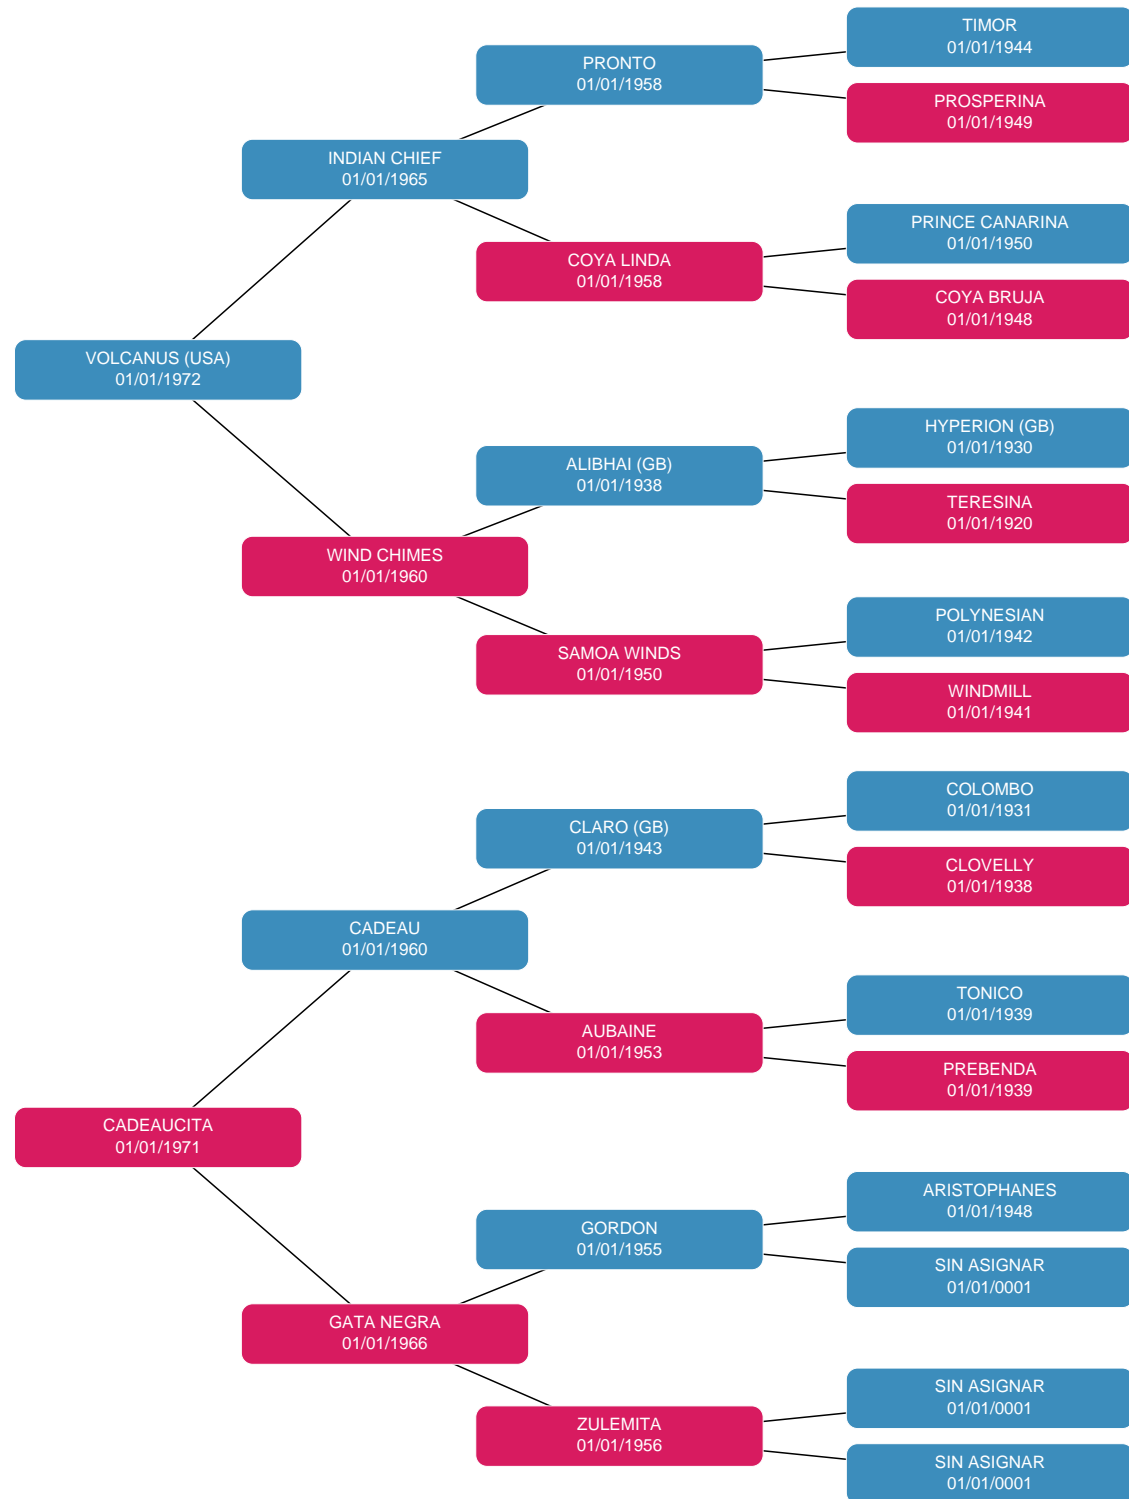 TIMOR
01/01/1944
PRONTO
01/01/1958
PROSPERINA
01/01/1949
INDIAN CHIEF
01/01/1965
PRINCE CANARINA
01/01/1950
COYA LINDA
01/01/1958
COYA BRUJA
01/01/1948
VOLCANUS (USA)
01/01/1972
HYPERION (GB)
01/01/1930
ALIBHAI (GB)
01/01/1938
TERESINA
01/01/1920
WIND CHIMES
01/01/1960
POLYNESIAN
01/01/1942
SAMOA WINDS
01/01/1950
WINDMILL
01/01/1941
COLOMBO
01/01/1931
CLARO (GB)
01/01/1943
CLOVELLY
01/01/1938
CADEAU
01/01/1960
TONICO
01/01/1939
AUBAINE
01/01/1953
PREBENDA
01/01/1939
CADEAUCITA
01/01/1971
ARISTOPHANES
01/01/1948
GORDON
01/01/1955
SIN ASIGNAR
01/01/0001
GATA NEGRA
01/01/1966
SIN ASIGNAR
01/01/0001
ZULEMITA
01/01/1956
SIN ASIGNAR
01/01/0001